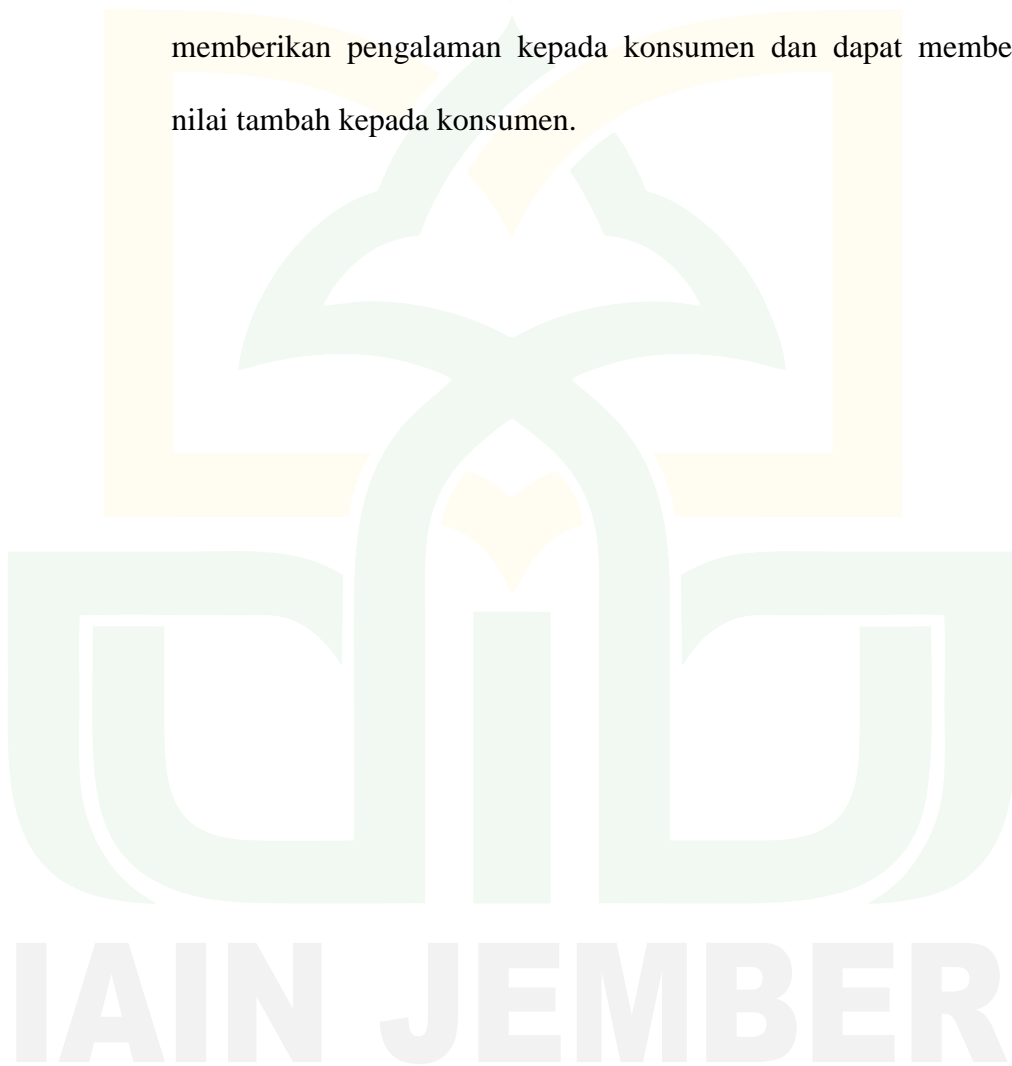 memberikan pengalaman kepada konsumen dan dapat membe
nilai tambah kepada konsumen.
IAIN JEMBER